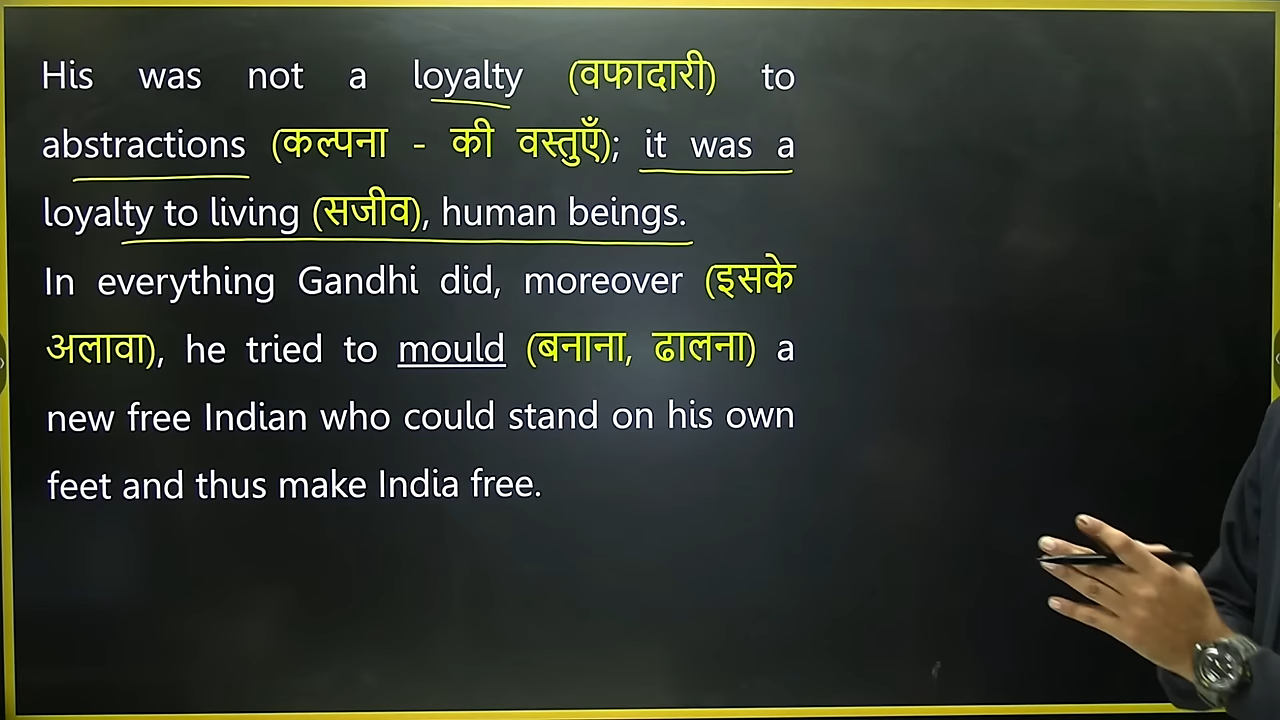 His was not a loyalty (वफादारी) to
abstractions (कल्पना - की वस्तुएँ); it was a
loyalty to living (सजीव), human beings.
In everything Gandhi did, moreover (इसके
अलावा), he tried to mould (बनाना, ढालना) a
new free Indian who could stand on his own
feet and thus make India free.